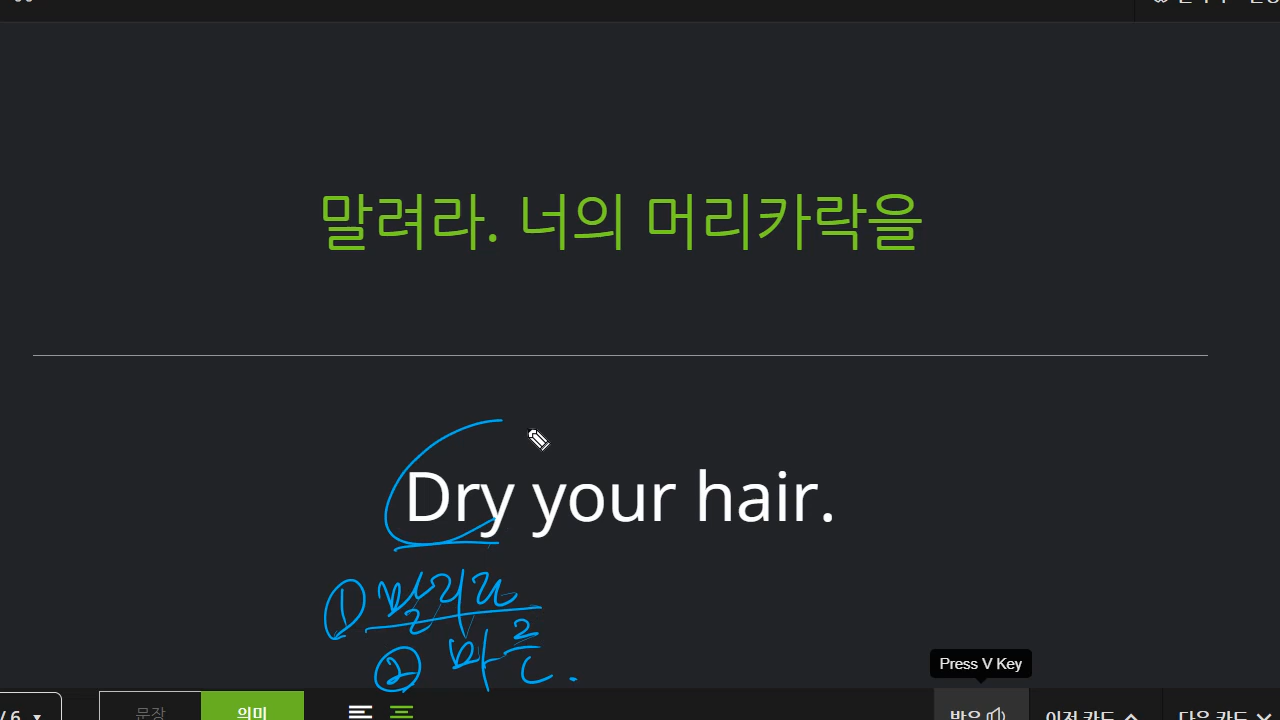 말려라. 너의 머리카락을
Dry your hair.
① 말리다
② 마른.
Press V Key
/ 6 ▾ 문장 의미 발음 이전 카드 다음 카드